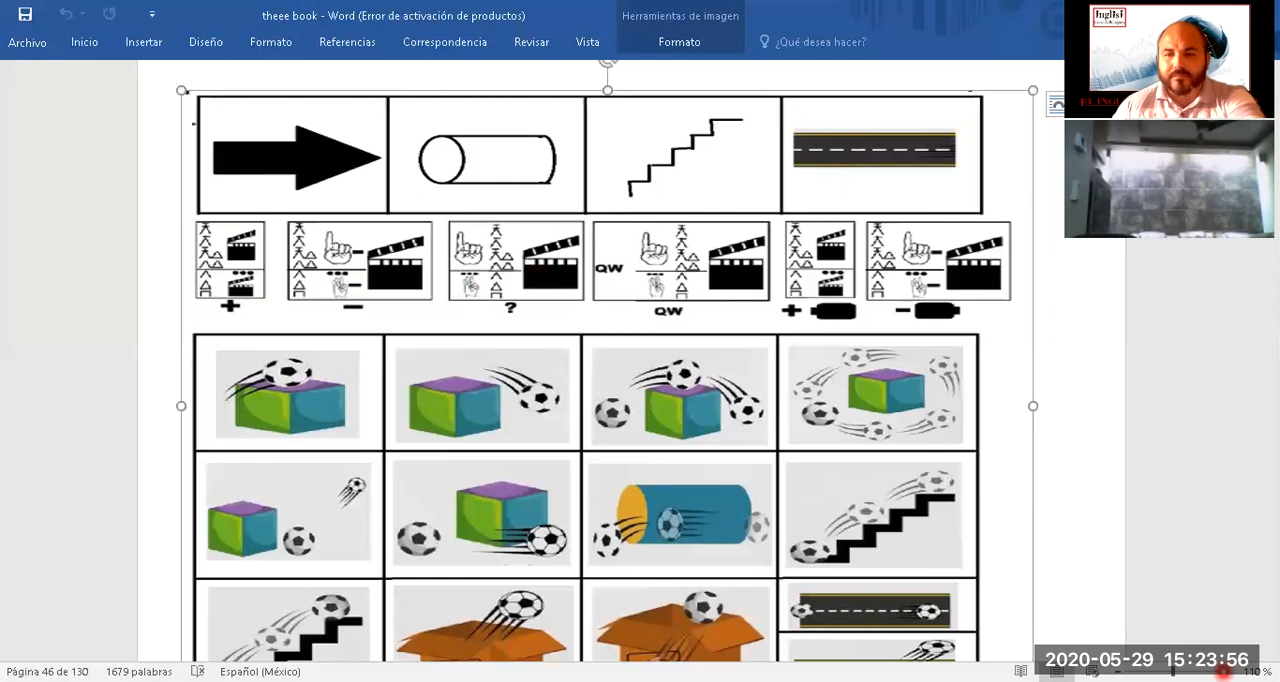 theee book - Word (Error de activación de productos)
Herramientas de imagen
Archivo Inicio Insertar Diseño Formato Referencias Correspondencia Revisar Vista Formato ¿Qué desea hacer?
Inglisi
QW
+ − ? QW + −
Página 46 de 130 1679 palabras Español (México) 110 %
2020-05-29 15:23:56